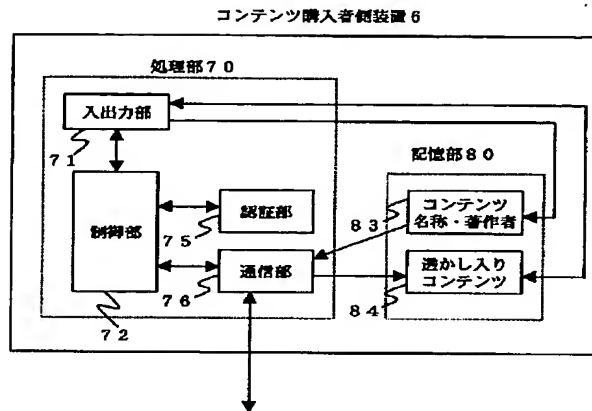 コンテンツ購入者側装置6
処理部70
入出力部
71
記憶部80
制御部
認証部
75
83
コンテンツ
名称・著作者
通信部
76
透かし入り
コンテンツ
84
72